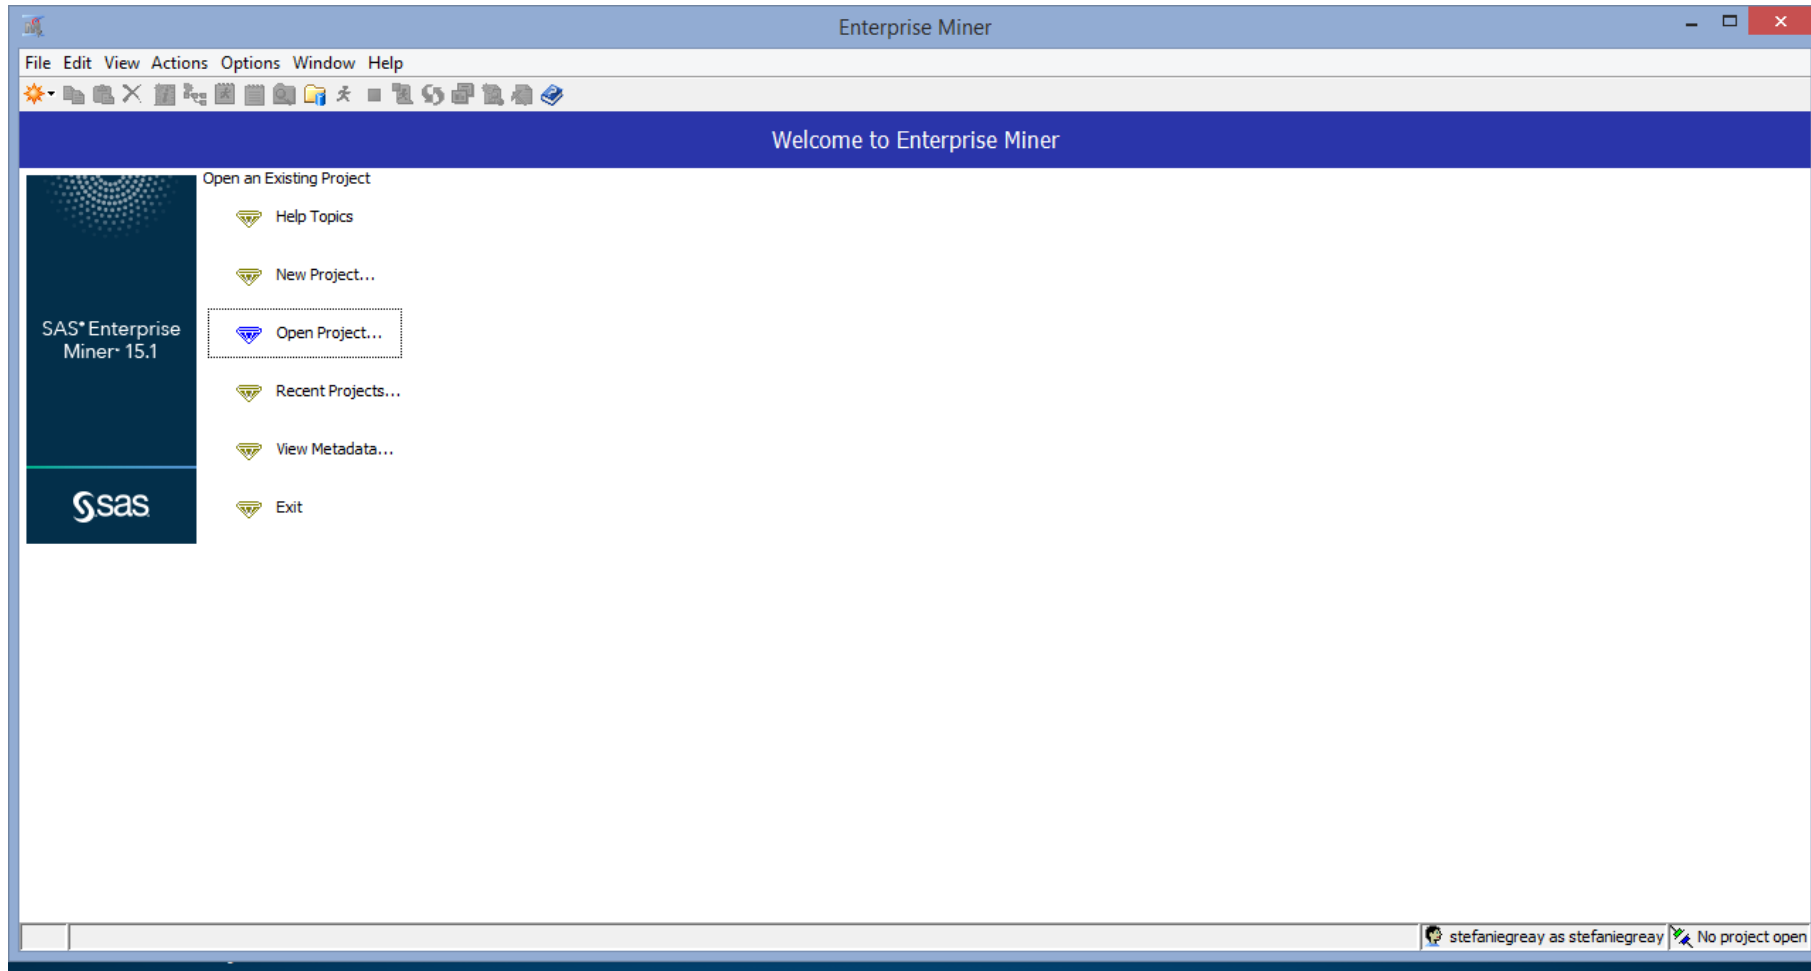 Enterprise Miner
File Edit View Actions Options Window Help
Welcome to Enterprise Miner
Open an Existing Project
Help Topics
New Project...
SAS® Enterprise
Miner™ 15.1
Open Project...
Recent Projects...
View Metadata...
sas
Exit
stefaniegreay as stefaniegreay
No project open